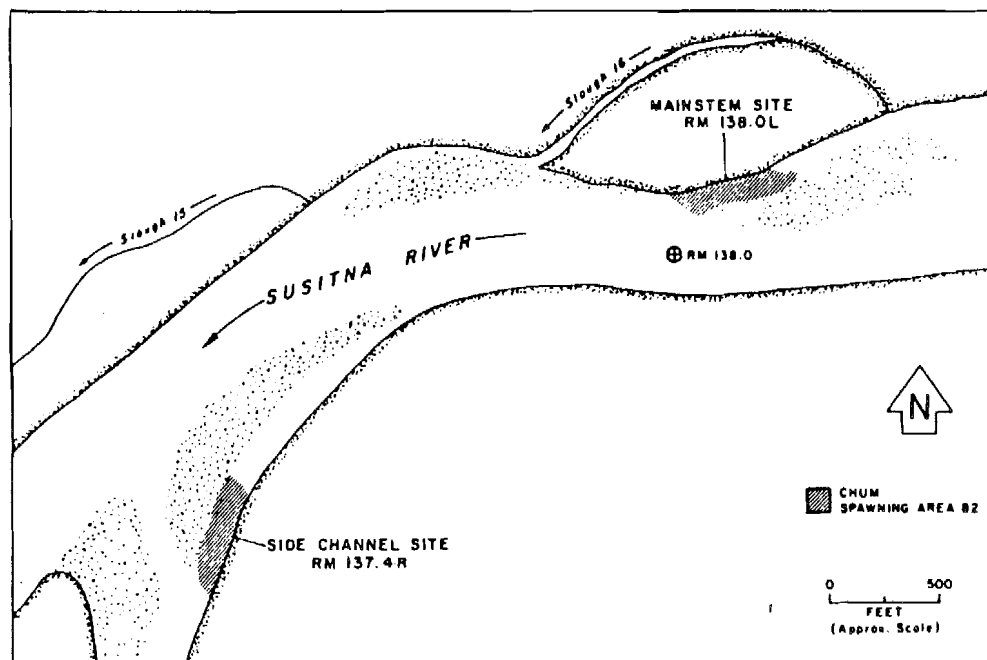 Slough 16
MAINSTEM SITE
RM 138.0L
Slough 15
SUSITNA RIVER
RM 138.0
N
CHUM
SPAWNING AREA 82
SIDE CHANNEL SITE
RM 137.4R
0 500
FEET
(Approx. Scale)